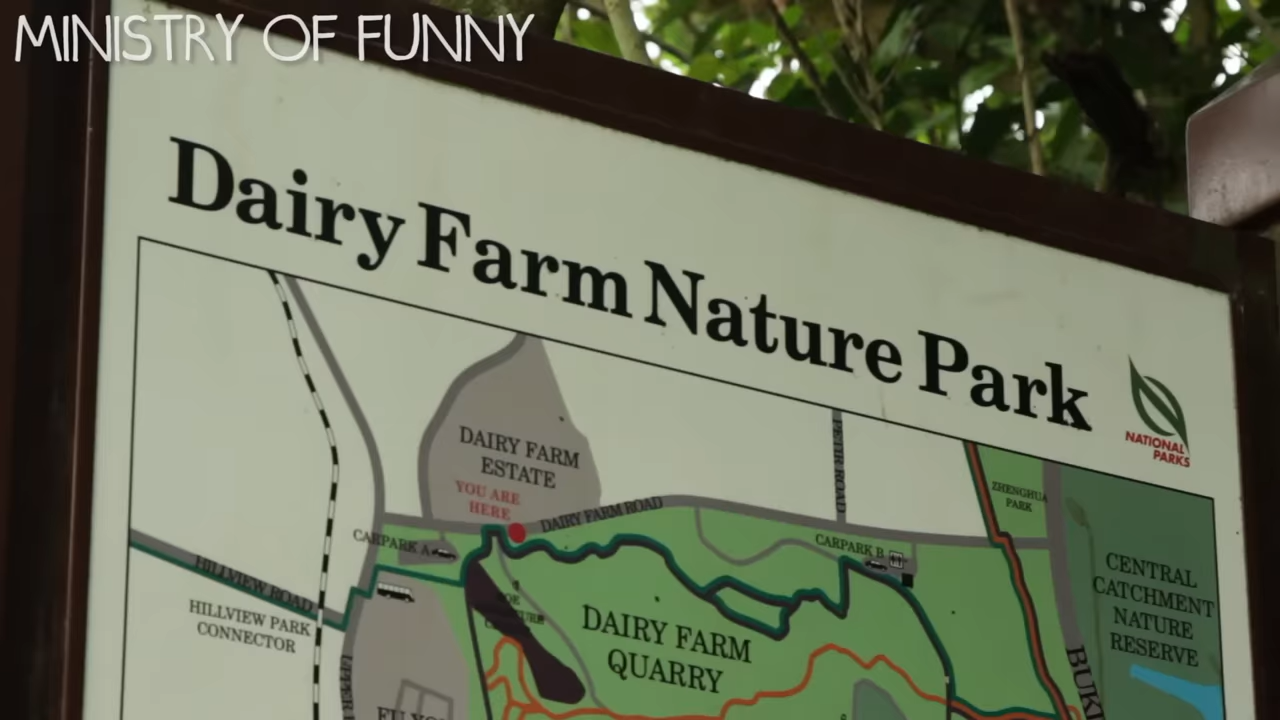 MINISTRY OF FUNNY
Dairy Farm Nature Park
NATIONAL
PARKS
DAIRY FARM
ESTATE
YOU ARE
HERE
DAIRY FARM ROAD
ZHENGHUA
PARK
CARPARK A
CARPARK B
CENTRAL
CATCHMENT
NATURE
RESERVE
HILLVIEW ROAD
HILLVIEW PARK
CONNECTOR
DAIRY FARM
QUARRY